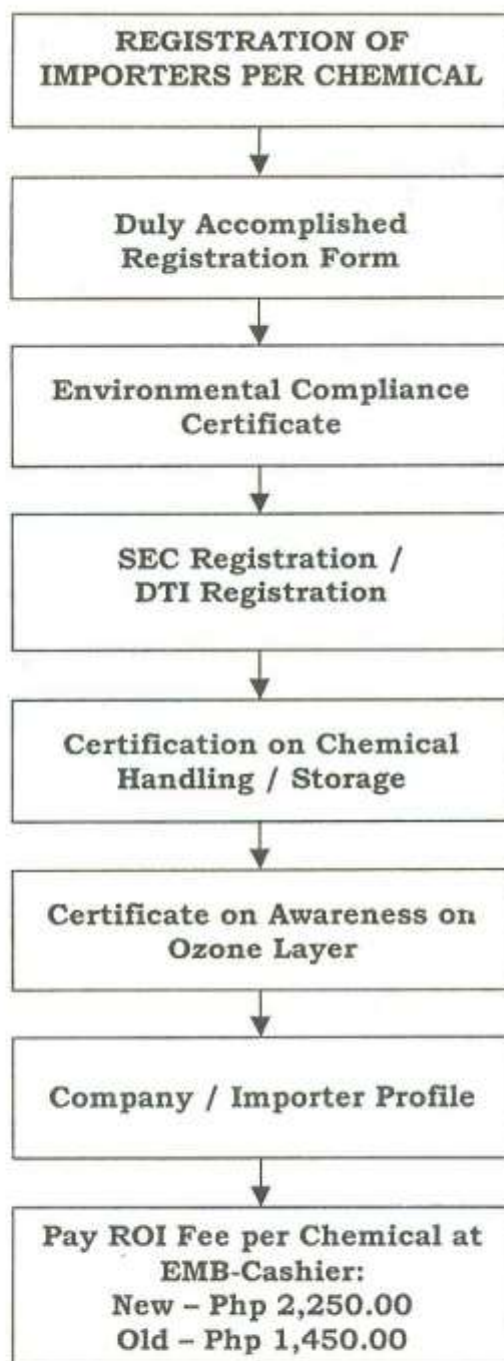 REGISTRATION OF
IMPORTERS PER CHEMICAL
Duly Accomplished
Registration Form
Environmental Compliance
Certificate
SEC Registration /
DTI Registration
Certification on Chemical
Handling / Storage
Certificate on Awareness on
Ozone Layer
Company / Importer Profile
Pay ROI Fee per Chemical at
EMB-Cashier:
New – Php 2,250.00
Old – Php 1,450.00